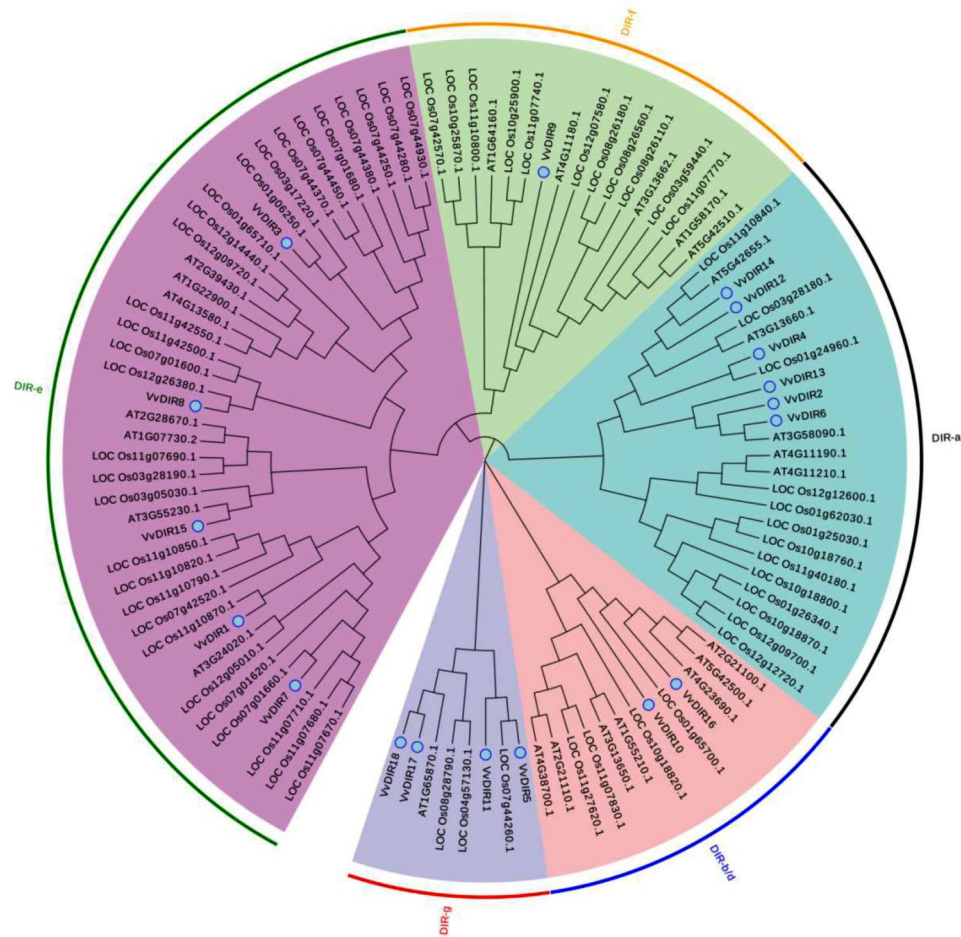 DIR-f
LOC Os07g42570.1
LOC Os10g25870.1
LOC Os11g10800.1
AT1G64160.1
LOC Os10g25900.1
LOC Os11g07740.1
VvDIR9
AT4G11180.1
LOC Os12g07580.1
LOC Os08g26180.1
LOC Os08g26560.1
LOC Os08g26110.1
AT3G13662.1
LOC Os03g59440.1
LOC Os11g07770.1
AT1G58170.1
AT5G42510.1
DIR-a
LOC Os11g10840.1
AT5G42655.1
VvDIR14
VvDIR12
LOC Os03g28180.1
AT3G13660.1
VvDIR4
LOC Os01g24960.1
VvDIR13
VvDIR2
VvDIR6
AT3G58090.1
AT4G11190.1
AT4G11210.1
LOC Os12g12600.1
LOC Os01g62030.1
LOC Os01g25030.1
LOC Os10g18760.1
LOC Os11g40180.1
LOC Os10g18800.1
LOC Os01g26340.1
LOC Os10g18870.1
LOC Os12g09700.1
LOC Os12g12720.1
DIR-b/d
AT2G21100.1
AT5G42500.1
AT4G23690.1
VvDIR16
LOC Os01g65700.1
VvDIR10
LOC Os10g18820.1
AT1G55210.1
AT3G13650.1
LOC Os11g07830.1
LOC Os11g27620.1
AT2G21110.1
AT4G38700.1
DIR-g
VvDIR5
LOC Os07g44260.1
VvDIR11
LOC Os04g57130.1
LOC Os08g28790.1
AT1G65870.1
VvDIR17
VvDIR18
DIR-e
LOC Os11g07670.1
LOC Os11g07680.1
LOC Os11g07710.1
VvDIR7
LOC Os07g01660.1
LOC Os07g01620.1
LOC Os12g05010.1
AT3G24020.1
VvDIR1
LOC Os11g10870.1
LOC Os07g42520.1
LOC Os11g10790.1
LOC Os11g10820.1
LOC Os11g10850.1
VvDIR15
AT3G55230.1
LOC Os03g05030.1
LOC Os03g28190.1
LOC Os11g07690.1
AT1G07730.2
AT2G28670.1
VvDIR8
LOC Os12g26380.1
LOC Os07g01600.1
LOC Os11g42500.1
LOC Os11g42550.1
AT4G13580.1
AT1G22900.1
AT2G39430.1
LOC Os12g09720.1
LOC Os12g14440.1
LOC Os01g65710.1
VvDIR3
LOC Os01g06250.1
LOC Os03g17220.1
LOC Os07g44370.1
LOC Os07g44450.1
LOC Os07g01680.1
LOC Os07g44380.1
LOC Os07g44250.1
LOC Os07g44280.1
LOC Os07g44930.1